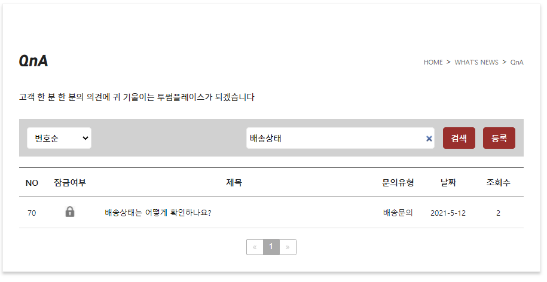 QnA
HOME > WHAT'S NEWS > QnA
고객 한 분 한 분의 의견에 귀 기울이는 투썸플레이스가 되겠습니다
번호순 배송상태 × 검색 등록
NO 잠금여부 제목 문의유형 날짜 조회수
70 배송상태는 어떻게 확인하나요? 배송문의 2021-5-12 2
« 1 »